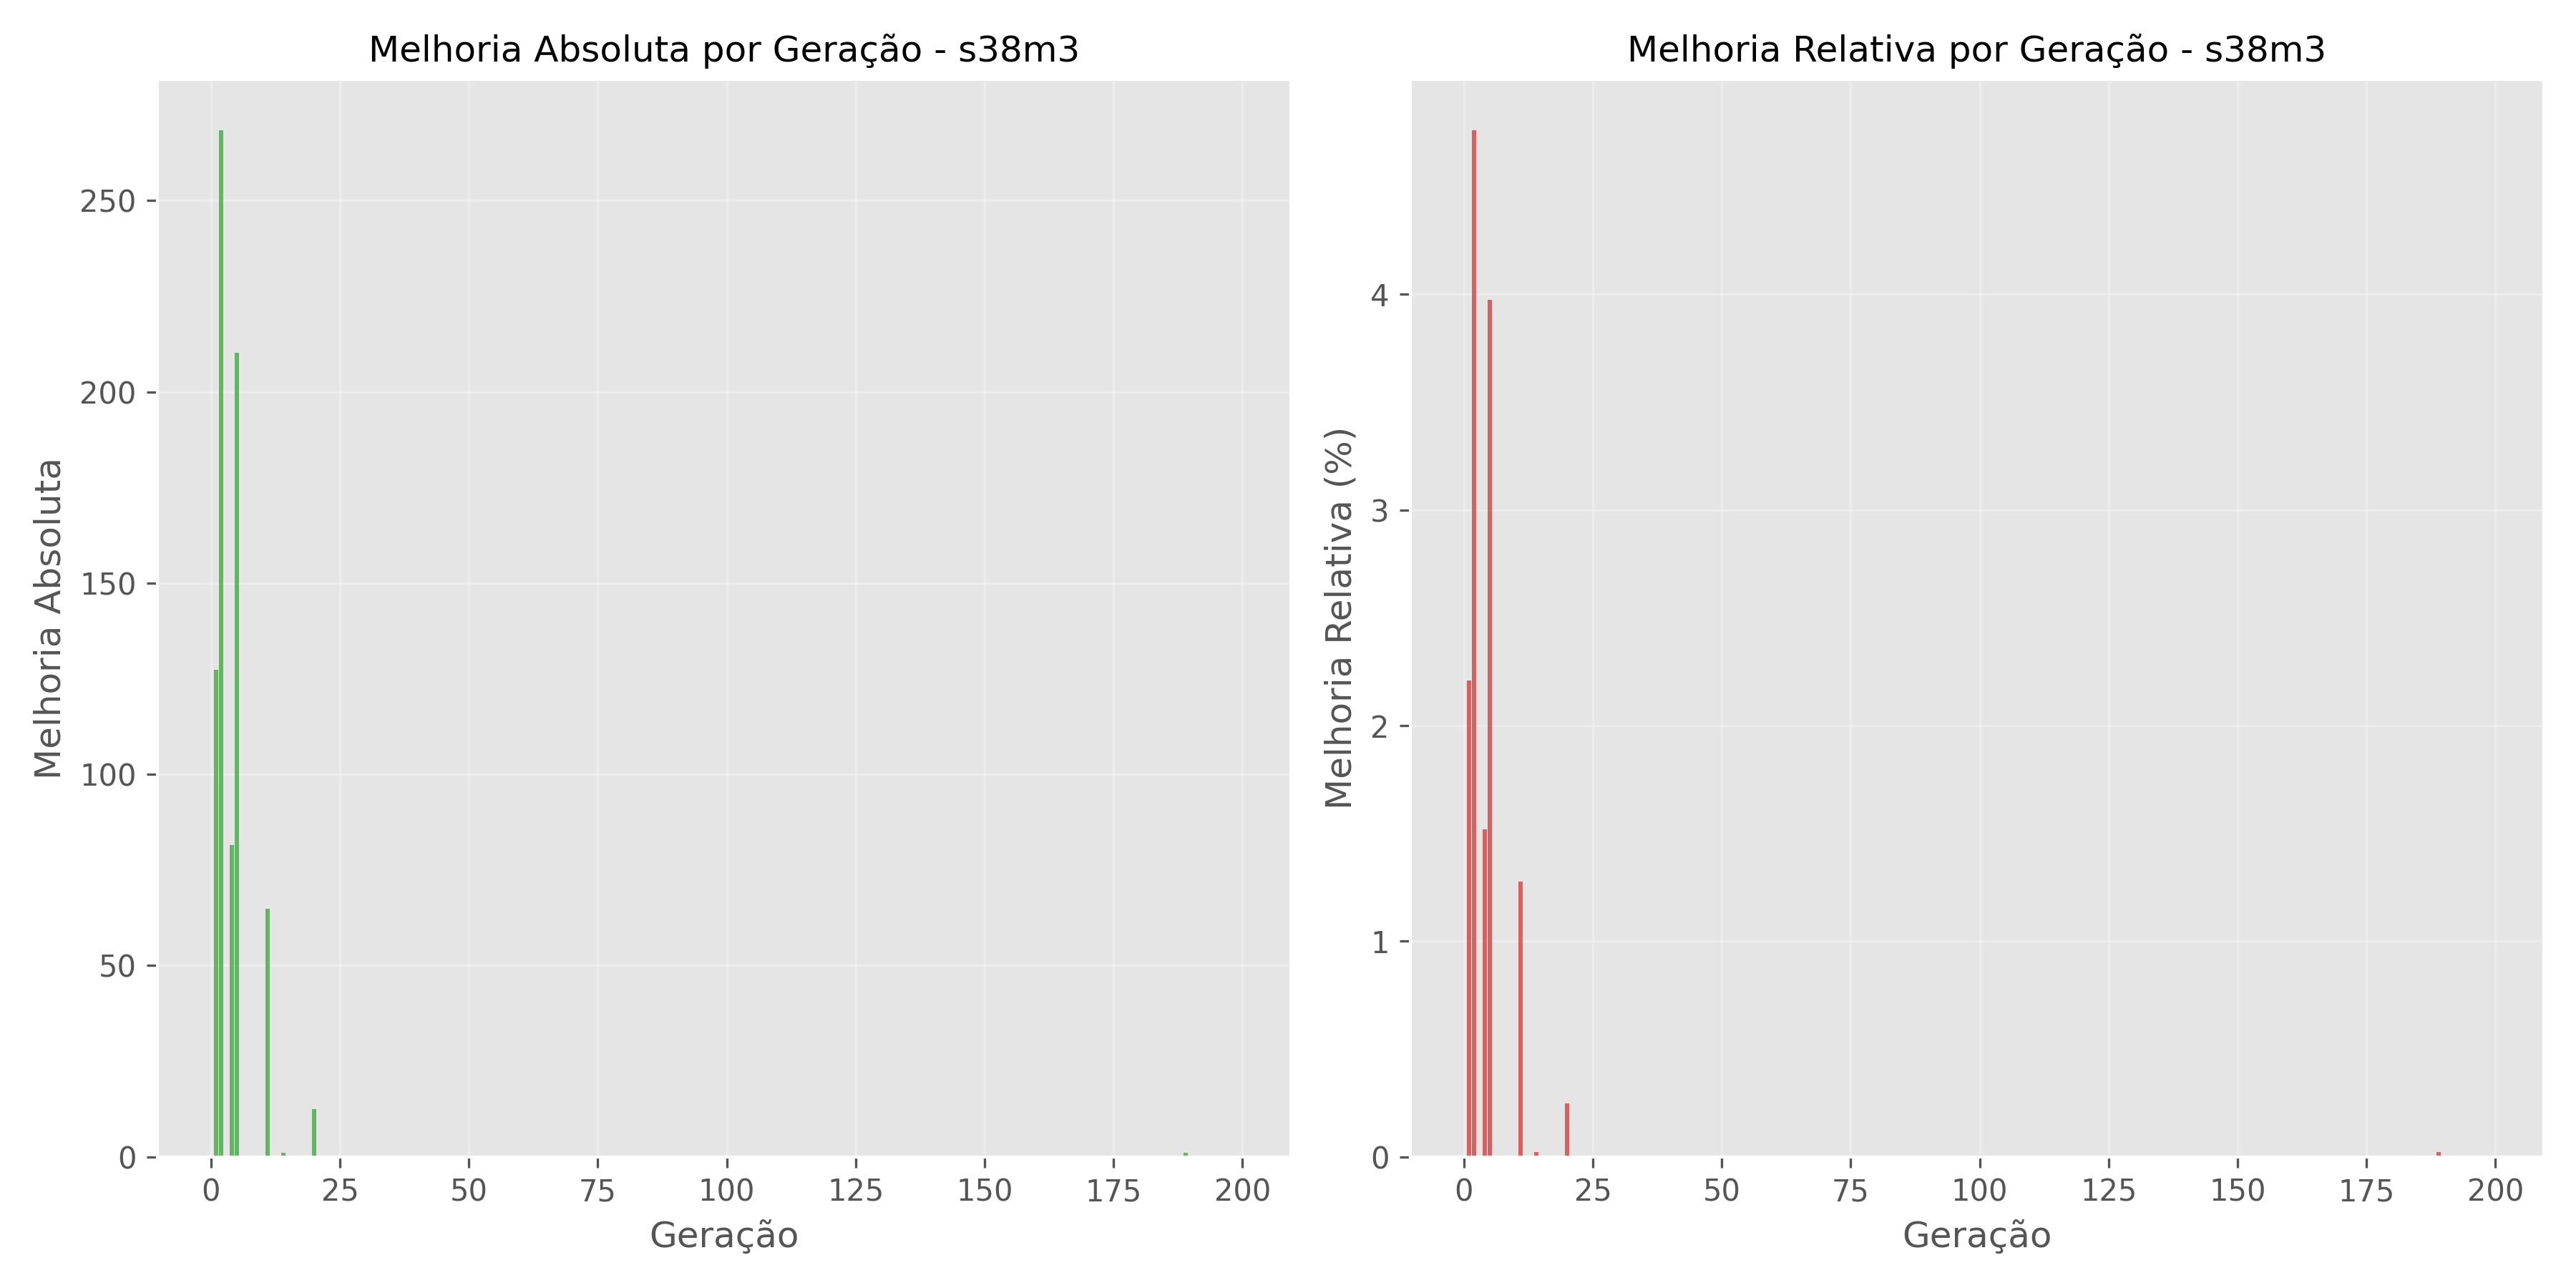 Melhoria Absoluta por Geração - s38m3
Melhoria Absoluta
250
200
150
100
50
0
0 25 50 75 100 125 150 175 200
Geração
Melhoria Relativa por Geração - s38m3
Melhoria Relativa (%)
4
3
2
1
0
0 25 50 75 100 125 150 175 200
Geração